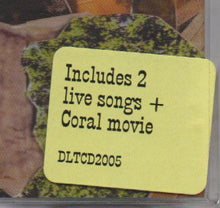 Includes 2
live songs +
Coral movie
DLTCD2005